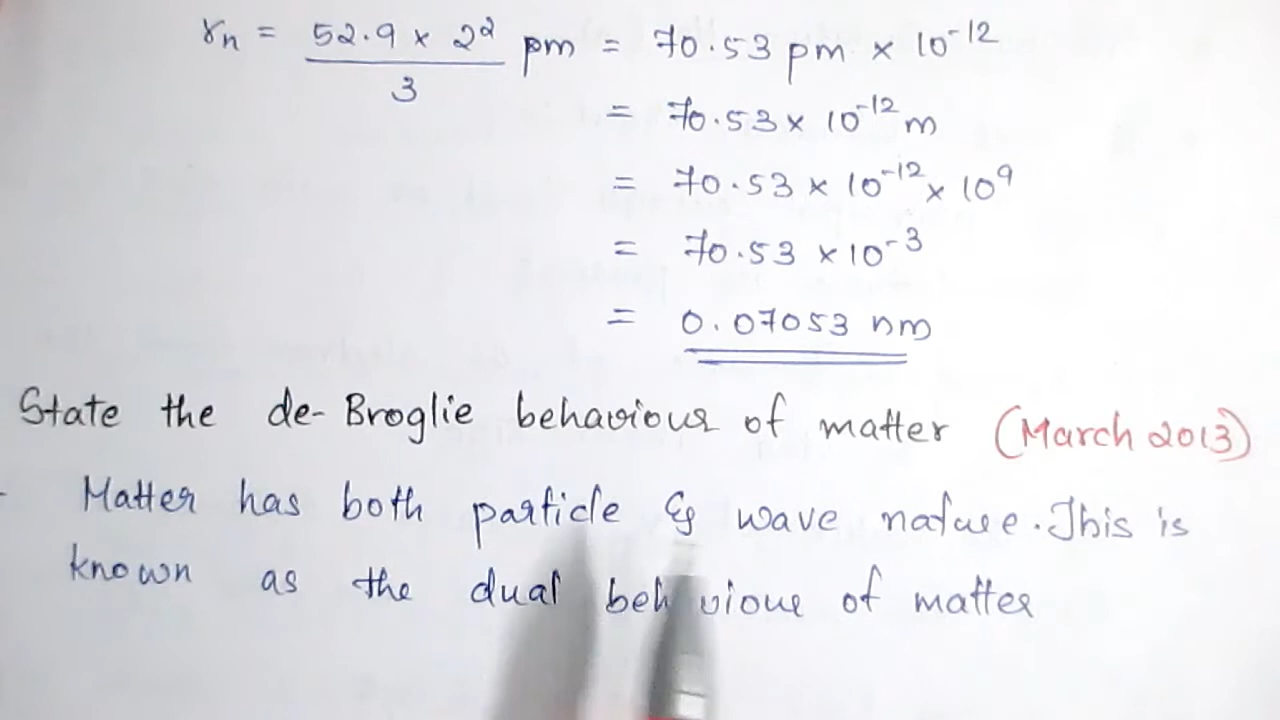 rn = 52.9 × 2² / 3 pm = 70.53 pm × 10⁻¹²
= 70.53 × 10⁻¹² m
= 70.53 × 10⁻¹² × 10⁹
= 70.53 × 10⁻³
= 0.07053 nm
State the de-Broglie behaviour of matter (March 2013)
- Matter has both particle & wave nature. This is
known as the dual behaviour of matter